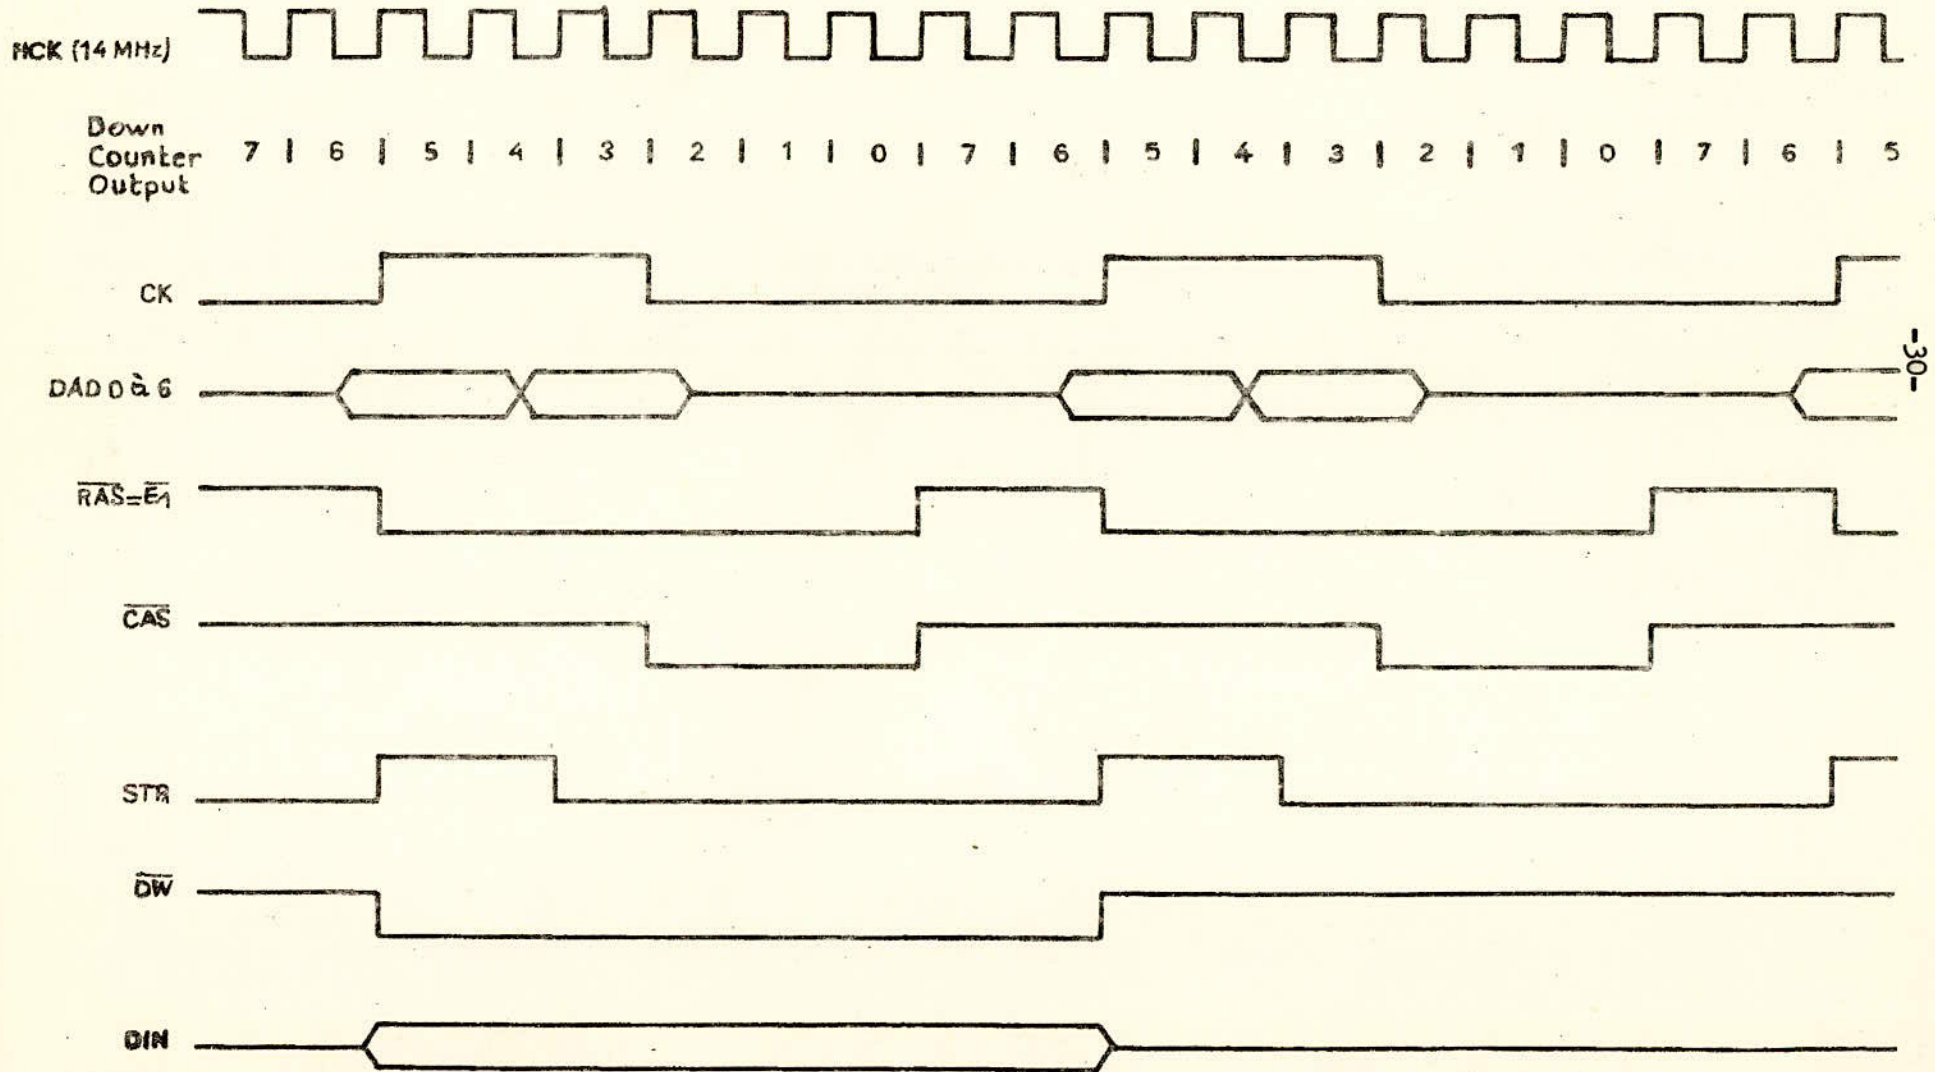 HCK (14 MHz)
Down
Counter
Output
7 | 6 | 5 | 4 | 3 | 2 | 1 | 0 | 7 | 6 | 5 | 4 | 3 | 2 | 1 | 0 | 7 | 6 | 5
CK
-30-
DAD 0 à 6
RAS=E1
CAS
STR
DW
DIN